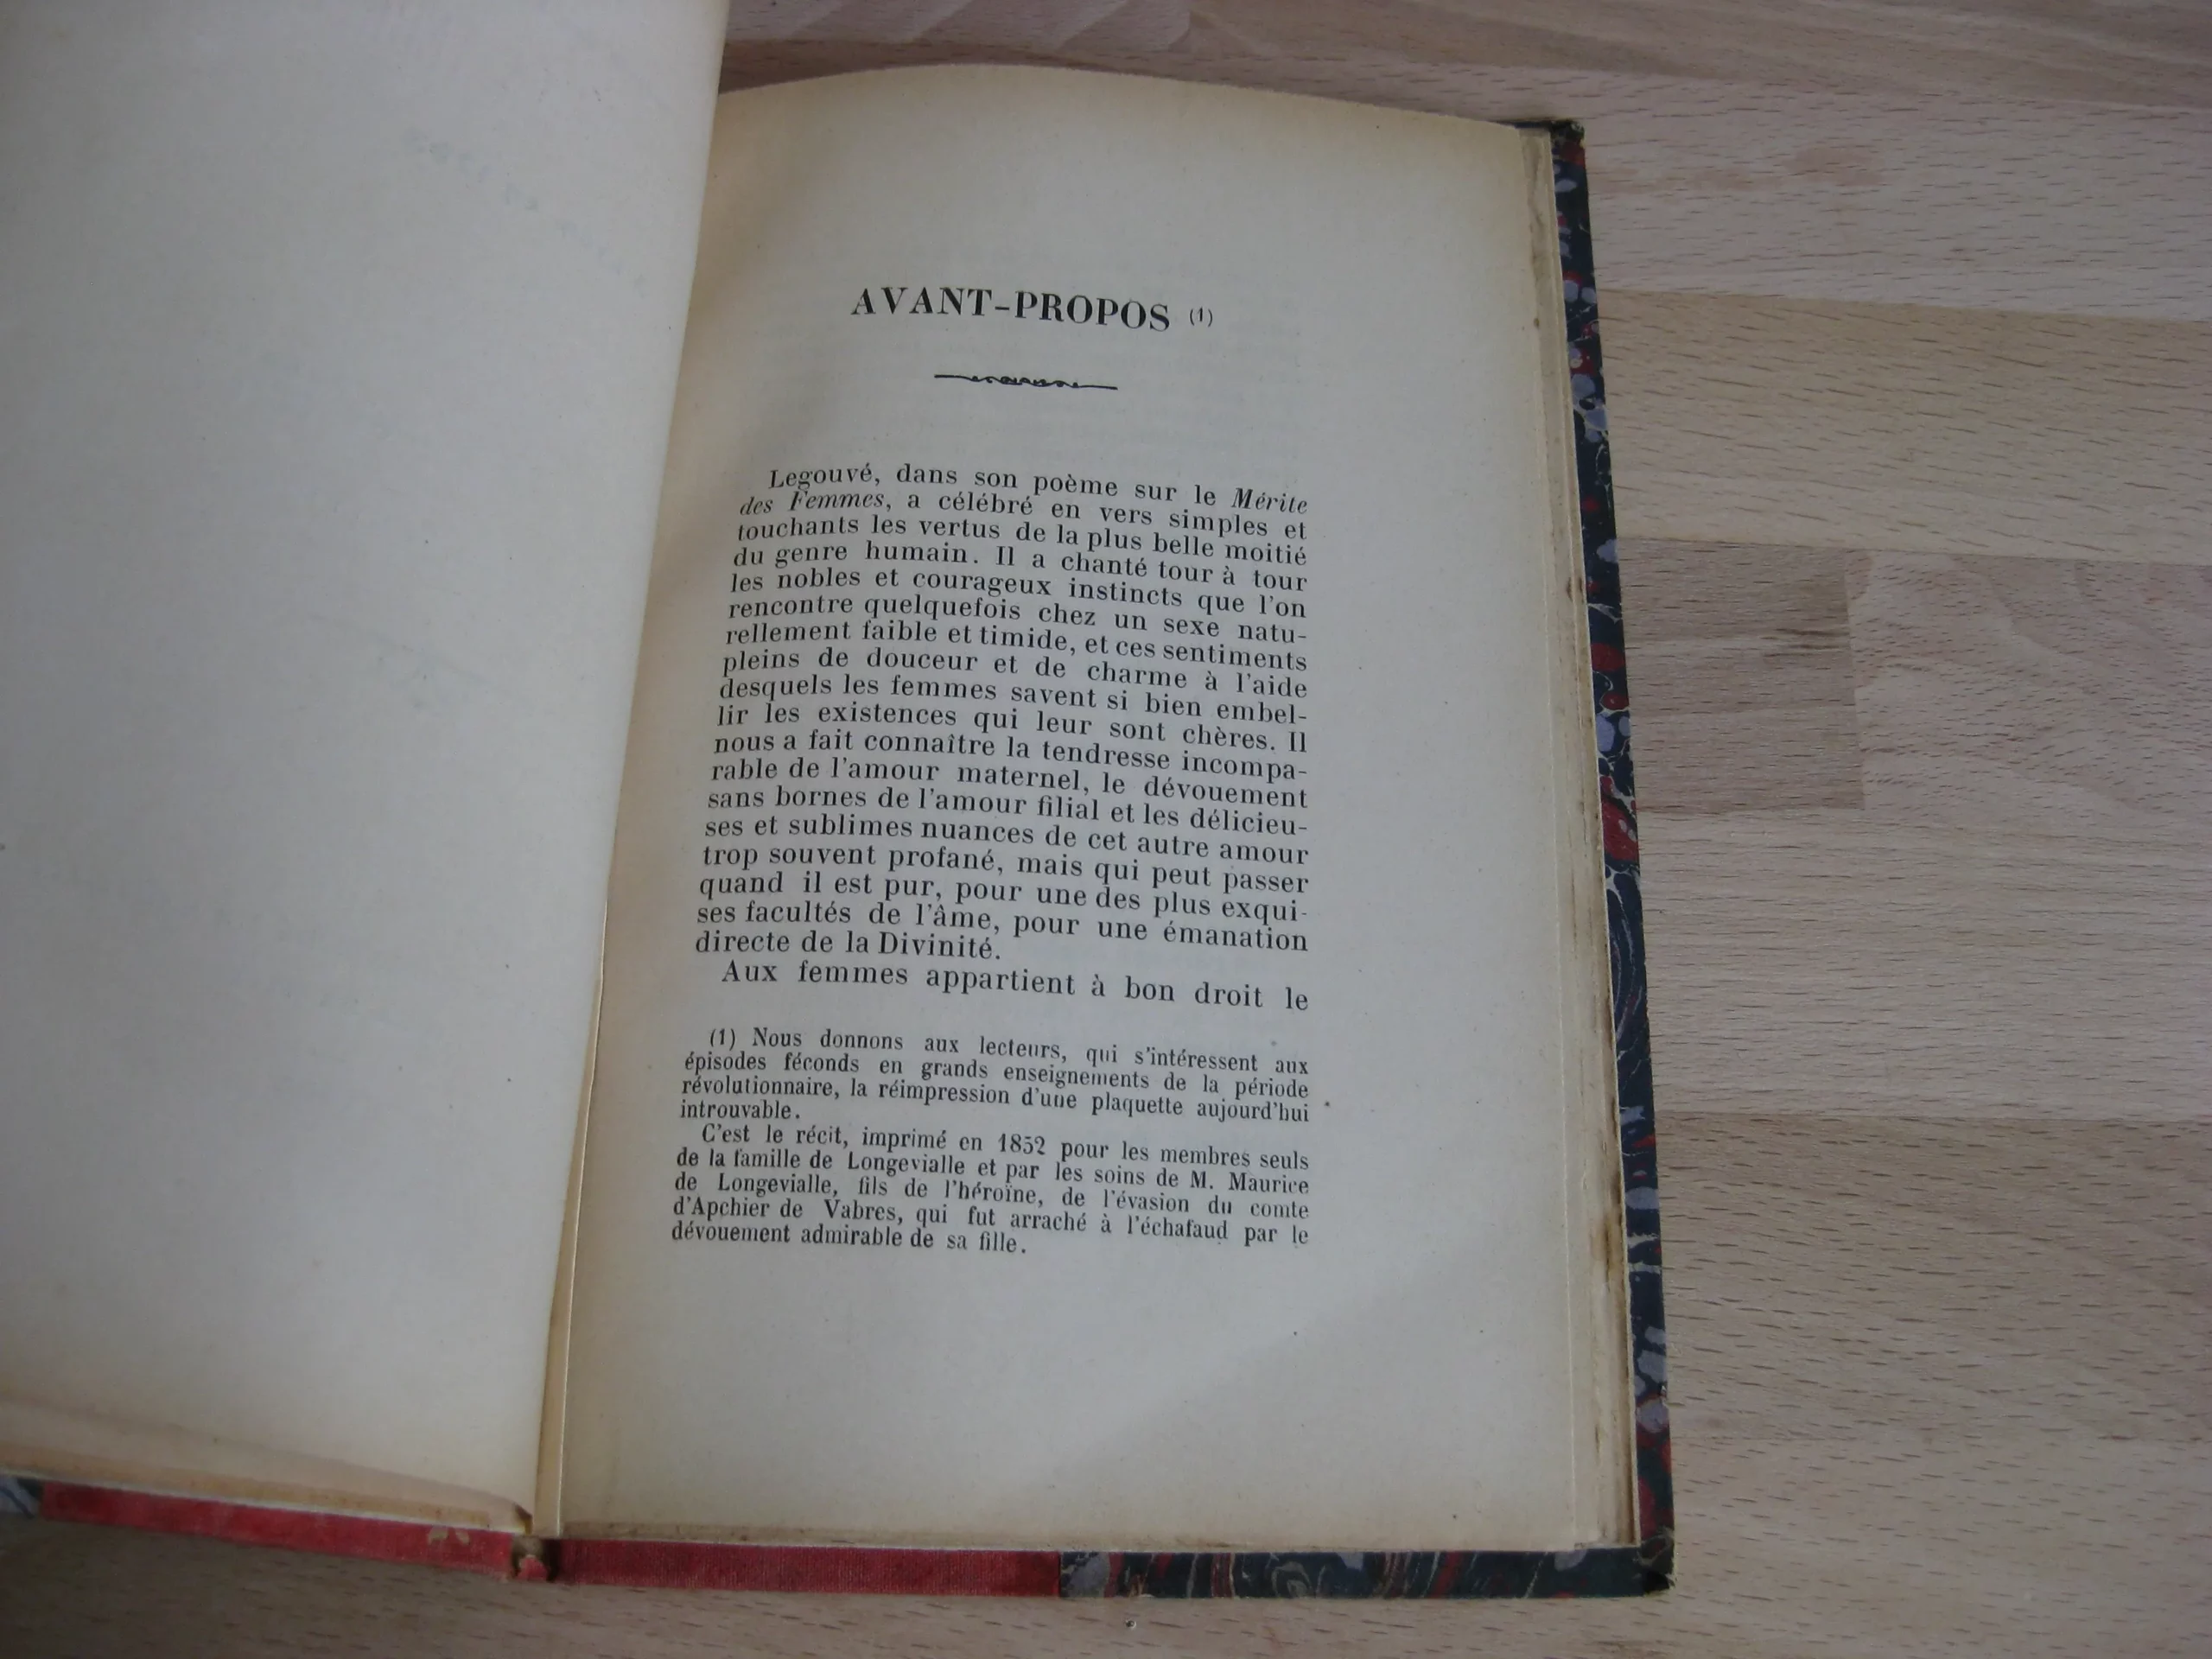 AVANT-PROPOS (1)
Legouvé, dans son poème sur le Mérite
des Femmes, a célébré en vers simples et
touchants les vertus de la plus belle moitié
du genre humain. Il a chanté tour à tour
les nobles et courageux instincts que l'on
rencontre quelquefois chez un sexe natu-
rellement faible et timide, et ces sentiments
pleins de douceur et de charme à l'aide
desquels les femmes savent si bien embel-
lir les existences qui leur sont chères. Il
nous a fait connaître la tendresse incompa-
rable de l'amour maternel, le dévouement
sans bornes de l'amour filial et les délicieu-
ses et sublimes nuances de cet autre amour
trop souvent profané, mais qui peut passer
quand il est pur, pour une des plus exqui-
ses facultés de l'âme, pour une émanation
directe de la Divinité.
Aux femmes appartient à bon droit le
(1) Nous donnons aux lecteurs, qui s'intéressent aux
épisodes féconds en grands enseignements de la période
révolutionnaire, la réimpression d'une plaquette aujourd'hui
introuvable.
C'est le récit, imprimé en 1852 pour les membres seuls
de la famille de Longevialle et par les soins de M. Maurice
de Longevialle, fils de l'héroïne, de l'évasion du comte
d'Apchier de Vabres, qui fut arraché à l'échafaud par le
dévouement admirable de sa fille.